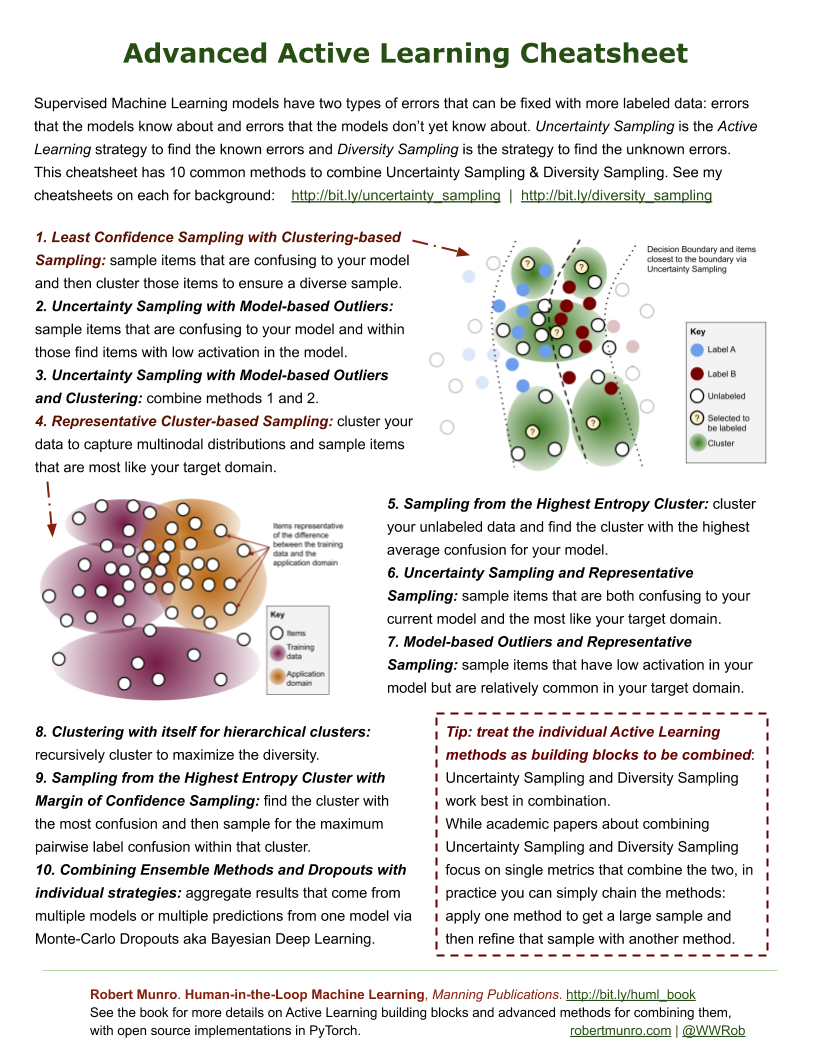 Advanced Active Learning Cheatsheet
Supervised Machine Learning models have two types of errors that can be fixed with more labeled data: errors
that the models know about and errors that the models don't yet know about. Uncertainty Sampling is the Active
Learning strategy to find the known errors and Diversity Sampling is the strategy to find the unknown errors.
This cheatsheet has 10 common methods to combine Uncertainty Sampling & Diversity Sampling. See my
cheatsheets on each for background: http://bit.ly/uncertainty_sampling | http://bit.ly/diversity_sampling
1. Least Confidence Sampling with Clustering-based
Sampling: sample items that are confusing to your model
and then cluster those items to ensure a diverse sample.
2. Uncertainty Sampling with Model-based Outliers:
sample items that are confusing to your model and within
those find items with low activation in the model.
3. Uncertainty Sampling with Model-based Outliers
and Clustering: combine methods 1 and 2.
4. Representative Cluster-based Sampling: cluster your
data to capture multinodal distributions and sample items
that are most like your target domain.
Decision Boundary and items
closest to the boundary via
Uncertainty Sampling
?
?
?
?
?
Key
Label A
Label B
Unlabeled
? Selected to
be labeled
Cluster
Items representative
of the difference
between the training
data and the
application domain
Key
Items
Training
data
Application
domain
5. Sampling from the Highest Entropy Cluster: cluster
your unlabeled data and find the cluster with the highest
average confusion for your model.
6. Uncertainty Sampling and Representative
Sampling: sample items that are both confusing to your
current model and the most like your target domain.
7. Model-based Outliers and Representative
Sampling: sample items that have low activation in your
model but are relatively common in your target domain.
8. Clustering with itself for hierarchical clusters:
recursively cluster to maximize the diversity.
9. Sampling from the Highest Entropy Cluster with
Margin of Confidence Sampling: find the cluster with
the most confusion and then sample for the maximum
pairwise label confusion within that cluster.
10. Combining Ensemble Methods and Dropouts with
individual strategies: aggregate results that come from
multiple models or multiple predictions from one model via
Monte-Carlo Dropouts aka Bayesian Deep Learning.
Tip: treat the individual Active Learning
methods as building blocks to be combined:
Uncertainty Sampling and Diversity Sampling
work best in combination.
While academic papers about combining
Uncertainty Sampling and Diversity Sampling
focus on single metrics that combine the two, in
practice you can simply chain the methods:
apply one method to get a large sample and
then refine that sample with another method.
Robert Munro. Human-in-the-Loop Machine Learning, Manning Publications. http://bit.ly/huml_book
See the book for more details on Active Learning building blocks and advanced methods for combining them,
with open source implementations in PyTorch. robertmunro.com | @WWRob